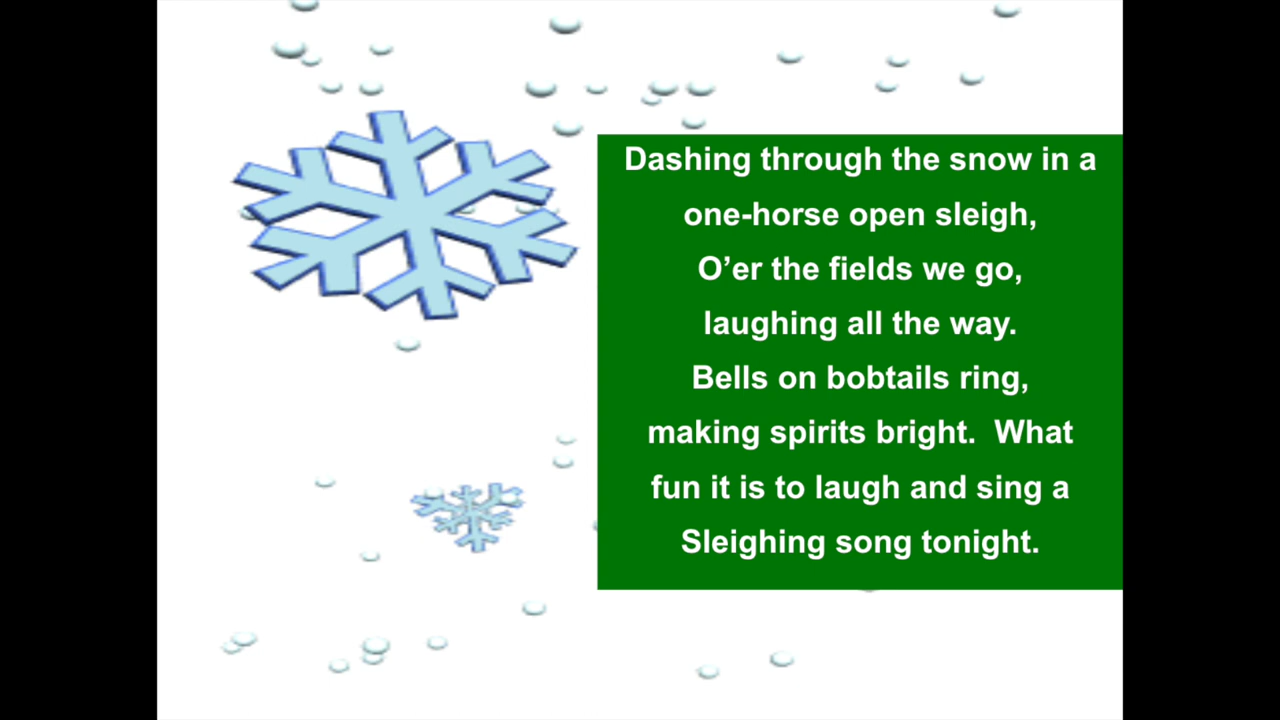 Dashing through the snow in a
one-horse open sleigh,
O’er the fields we go,
laughing all the way.
Bells on bobtails ring,
making spirits bright.  What
fun it is to laugh and sing a
Sleighing song tonight.